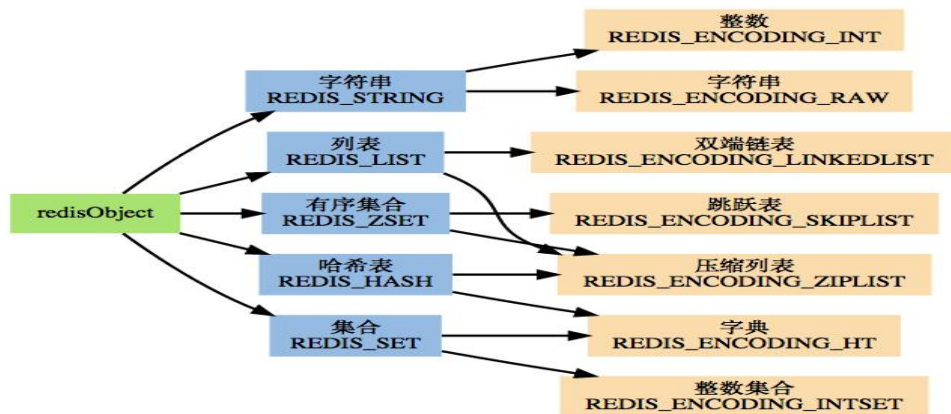 整数
REDIS_ENCODING_INT
字符串
REDIS_STRING
字符串
REDIS_ENCODING_RAW
列表
REDIS_LIST
双端链表
REDIS_ENCODING_LINKEDLIST
redisObject
有序集合
REDIS_ZSET
跳跃表
REDIS_ENCODING_SKIPLIST
哈希表
REDIS_HASH
压缩列表
REDIS_ENCODING_ZIPLIST
集合
REDIS_SET
字典
REDIS_ENCODING_HT
整数集合
REDIS_ENCODING_INTSET